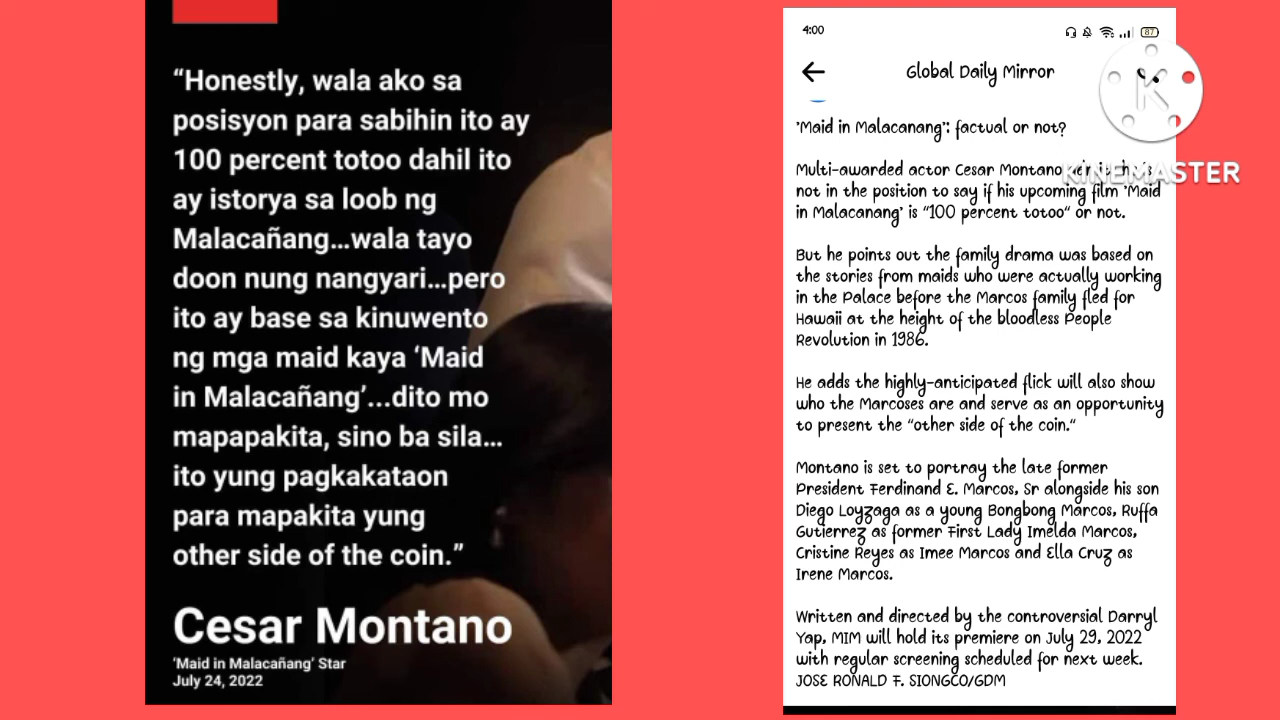 “Honestly, wala ako sa
posisyon para sabihin ito ay
100 percent totoo dahil ito
ay istorya sa loob ng
Malacañang...wala tayo
doon nung nangyari...pero
ito ay base sa kinuwento
ng mga maid kaya ‘Maid
in Malacañang’...dito mo
mapapakita, sino ba sila...
ito yung pagkakataon
para mapakita yung
other side of the coin.”
Cesar Montano
‘Maid in Malacañang’ Star
July 24, 2022
4:00
87
Global Daily Mirror
'Maid in Malacanang': factual or not?
Multi-awarded actor Cesar Montano
not in the position to say if his upcoming film 'Maid
in Malacanang' is "100 percent totoo" or not.
But he points out the family drama was based on
the stories from maids who were actually working
in the Palace before the Marcos family fled for
Hawaii at the height of the bloodless People
Revolution in 1986.
He adds the highly-anticipated flick will also show
who the Marcoses are and serve as an opportunity
to present the "other side of the coin."
Montano is set to portray the late former
President Ferdinand E. Marcos, Sr alongside his son
Diego Loyzaga as a young Bongbong Marcos, Ruffa
Gutierrez as former First Lady Imelda Marcos,
Cristine Reyes as Imee Marcos and Ella Cruz as
Irene Marcos.
Written and directed by the controversial Darryl
Yap, MIM will hold its premiere on July 29, 2022
with regular screening scheduled for next week.
JOSE RONALD F. SIONGCO/GDM
K
KINEMASTER